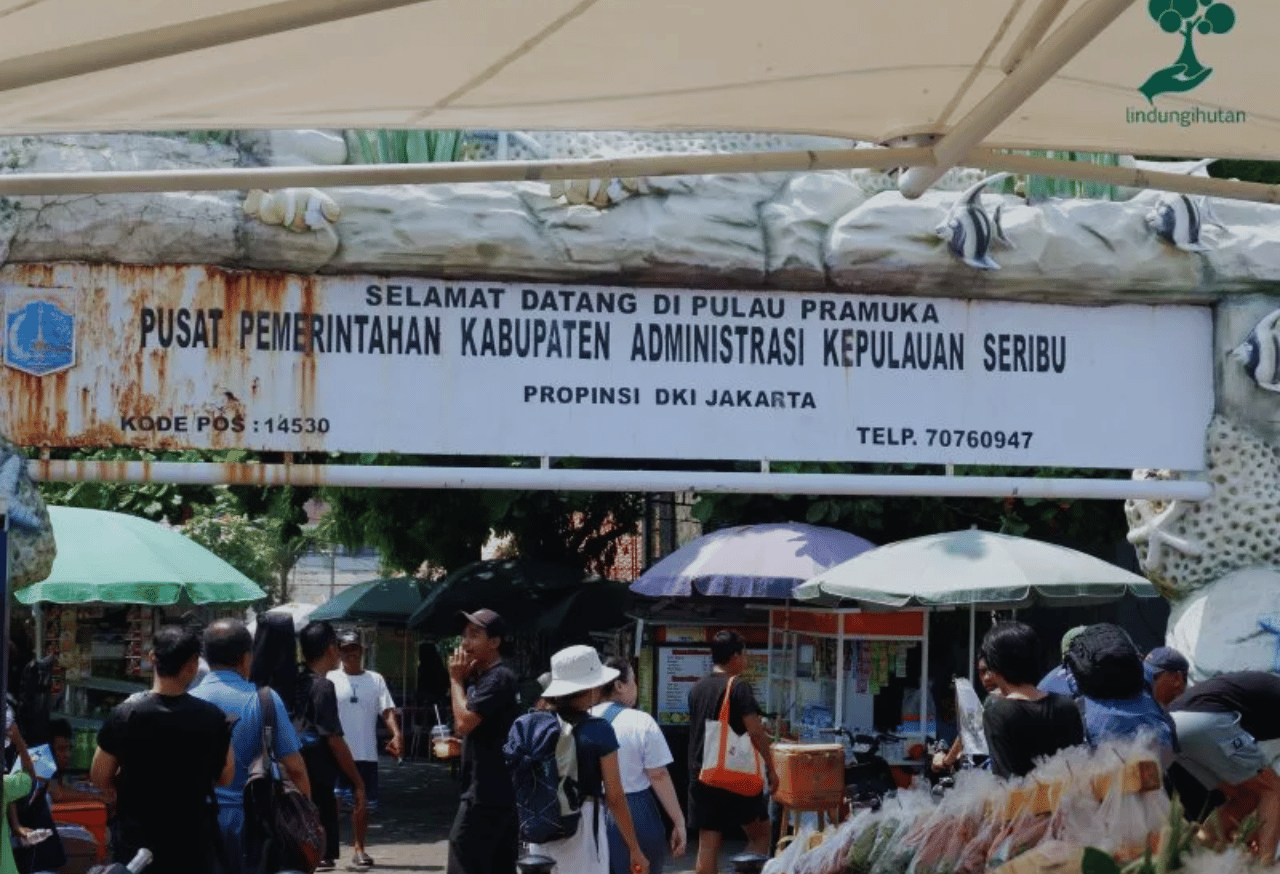 lindungihutan
SELAMAT DATANG DI PULAU PRAMUKA
PUSAT PEMERINTAHAN KABUPATEN ADMINISTRASI KEPULAUAN SERIBU
PROPINSI DKI JAKARTA
KODE POS : 14530
TELP. 70760947